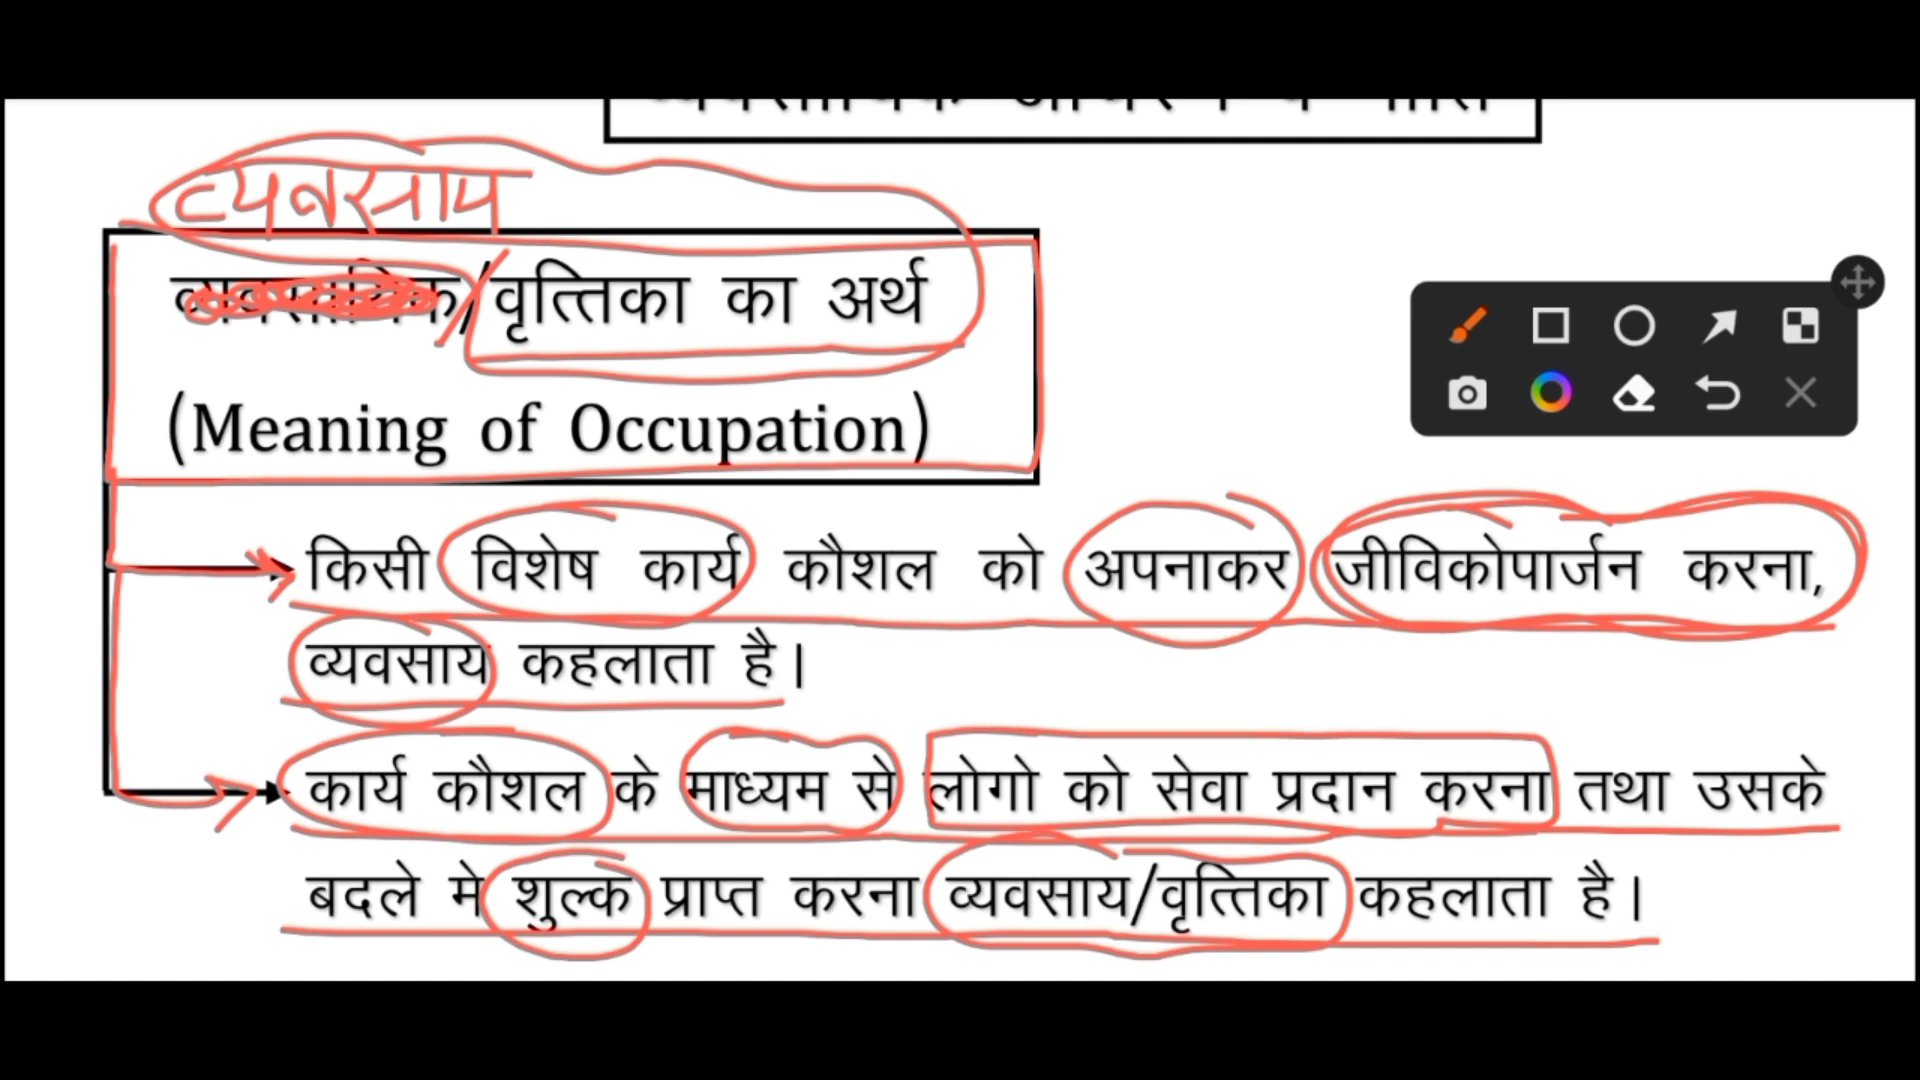 व्यवसाय
/वृत्तिका का अर्थ
(Meaning of Occupation)
किसी विशेष कार्य कौशल को अपनाकर जीविकोपार्जन करना,
व्यवसाय कहलाता है।
कार्य कौशल के माध्यम से लोगो को सेवा प्रदान करना तथा उसके
बदले मे शुल्क प्राप्त करना व्यवसाय/वृत्तिका कहलाता है।